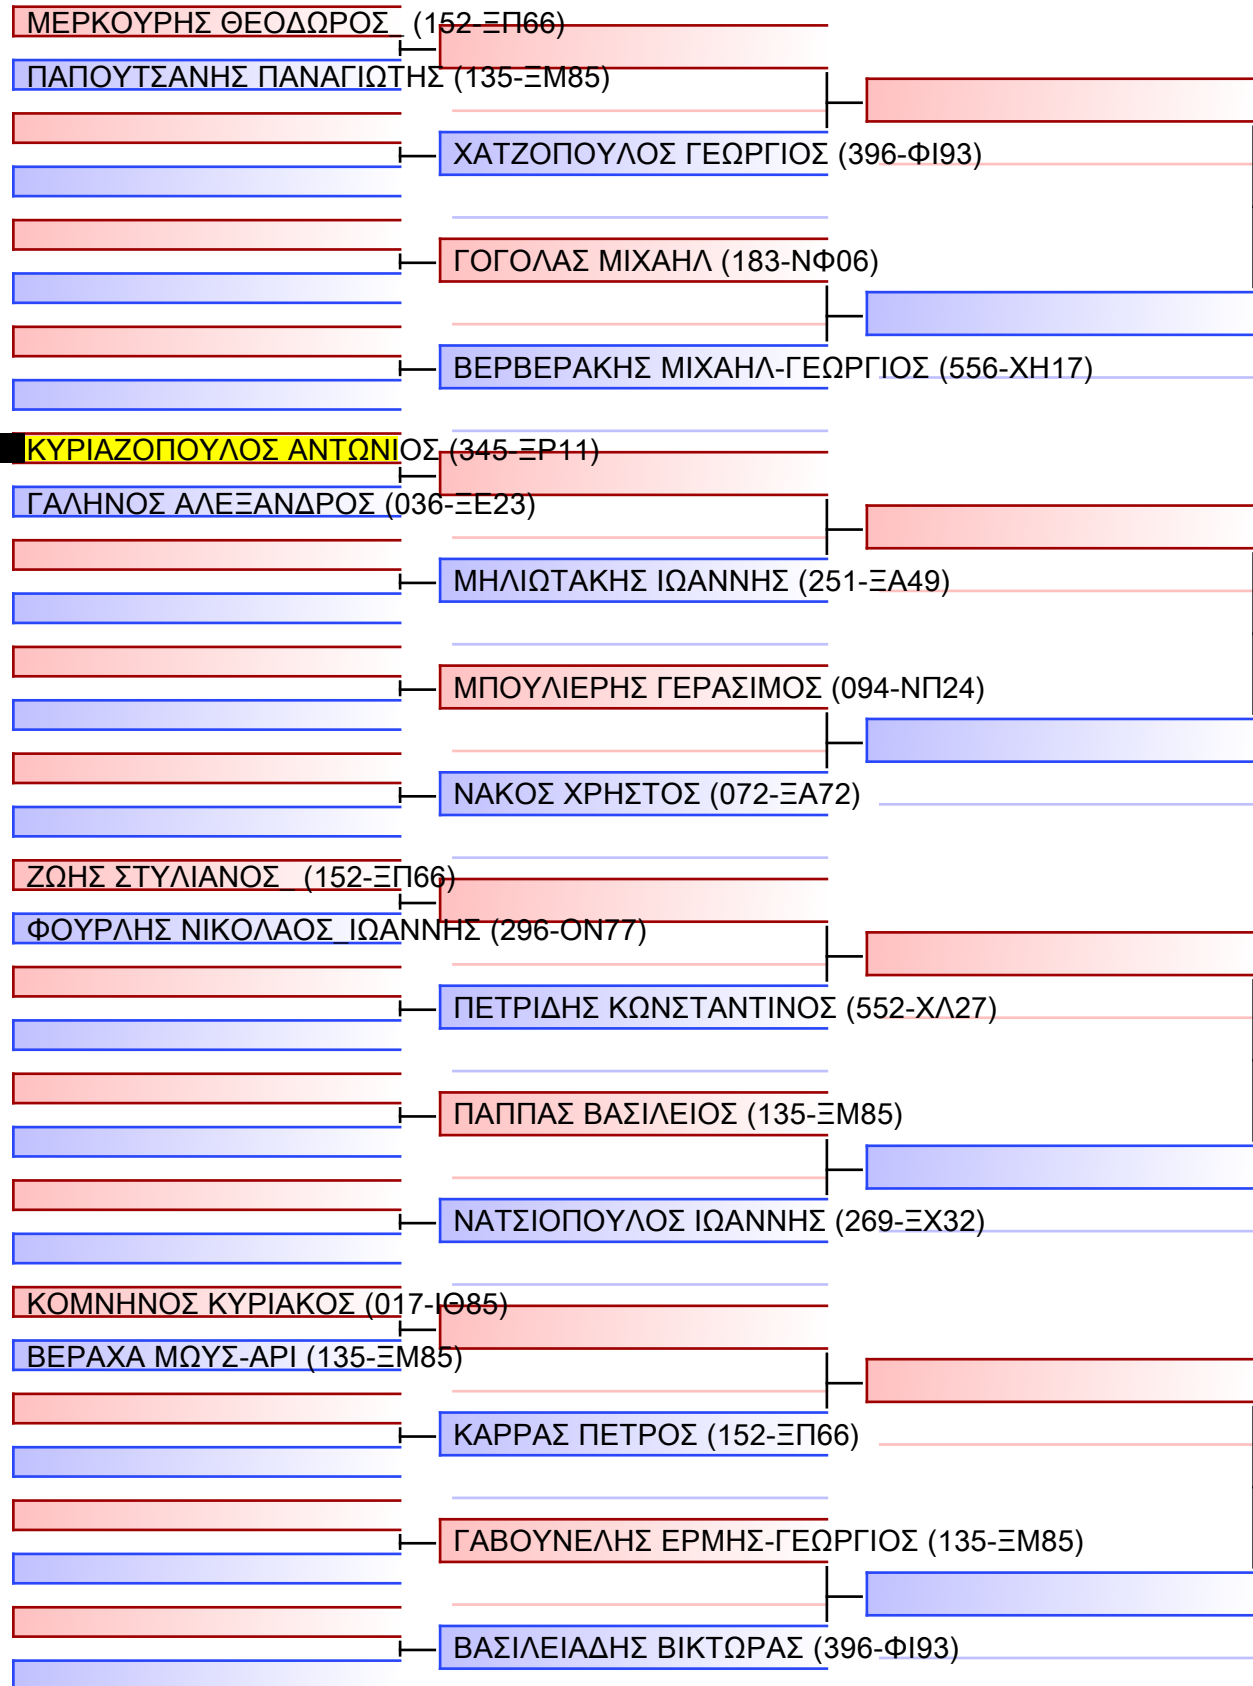 ΜΕΡΚΟΥΡΗΣ ΘΕΟΔΩΡΟΣ_ (152-ΞΠ66)
ΠΑΠΟΥΤΣΑΝΗΣ ΠΑΝΑΓΙΩΤΗΣ (135-ΞΜ85)
ΧΑΤΖΟΠΟΥΛΟΣ ΓΕΩΡΓΙΟΣ (396-ΦΙ93)
ΓΟΓΟΛΑΣ ΜΙΧΑΗΛ (183-ΝΦ06)
ΒΕΡΒΕΡΑΚΗΣ ΜΙΧΑΗΛ-ΓΕΩΡΓΙΟΣ (556-ΧΗ17)
ΚΥΡΙΑΖΟΠΟΥΛΟΣ ΑΝΤΩΝΙΟΣ (345-ΞΡ11)
ΓΑΛΗΝΟΣ ΑΛΕΞΑΝΔΡΟΣ (036-ΞΕ23)
ΜΗΛΙΩΤΑΚΗΣ ΙΩΑΝΝΗΣ (251-ΞΑ49)
ΜΠΟΥΛΙΕΡΗΣ ΓΕΡΑΣΙΜΟΣ (094-ΝΠ24)
ΝΑΚΟΣ ΧΡΗΣΤΟΣ (072-ΞΑ72)
ΖΩΗΣ ΣΤΥΛΙΑΝΟΣ_ (152-ΞΠ66)
ΦΟΥΡΛΗΣ ΝΙΚΟΛΑΟΣ_ΙΩΑΝΝΗΣ (296-ΟΝ77)
ΠΕΤΡΙΔΗΣ ΚΩΝΣΤΑΝΤΙΝΟΣ (552-ΧΛ27)
ΠΑΠΠΑΣ ΒΑΣΙΛΕΙΟΣ (135-ΞΜ85)
ΝΑΤΣΙΟΠΟΥΛΟΣ ΙΩΑΝΝΗΣ (269-ΞΧ32)
ΚΟΜΝΗΝΟΣ ΚΥΡΙΑΚΟΣ (017-ΙΘ85)
ΒΕΡΑΧΑ ΜΩΥΣ-ΑΡΙ (135-ΞΜ85)
ΚΑΡΡΑΣ ΠΕΤΡΟΣ (152-ΞΠ66)
ΓΑΒΟΥΝΕΛΗΣ ΕΡΜΗΣ-ΓΕΩΡΓΙΟΣ (135-ΞΜ85)
ΒΑΣΙΛΕΙΑΔΗΣ ΒΙΚΤΩΡΑΣ (396-ΦΙ93)